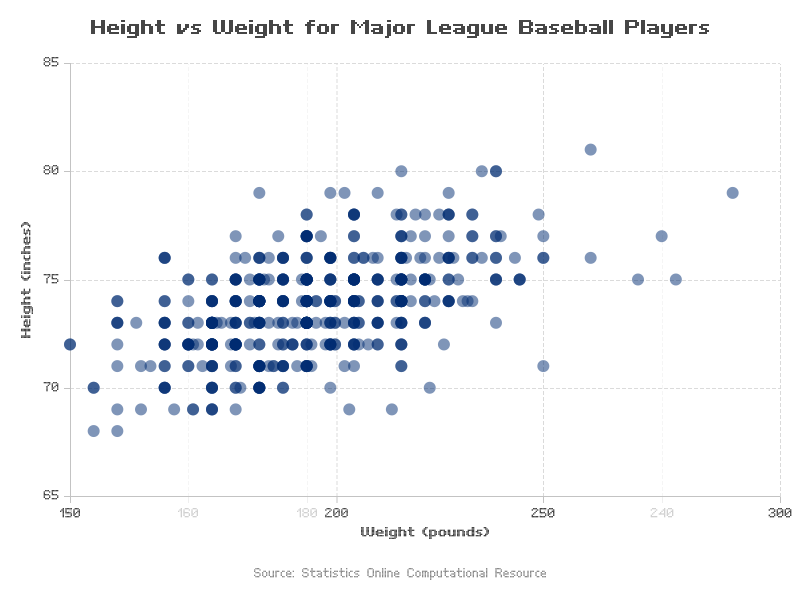 Height vs Weight for Major League Baseball Players
85
80
75
70
65
Height (inches)
150 160 180 200 250 240 300
Weight (pounds)
Source: Statistics Online Computational Resource